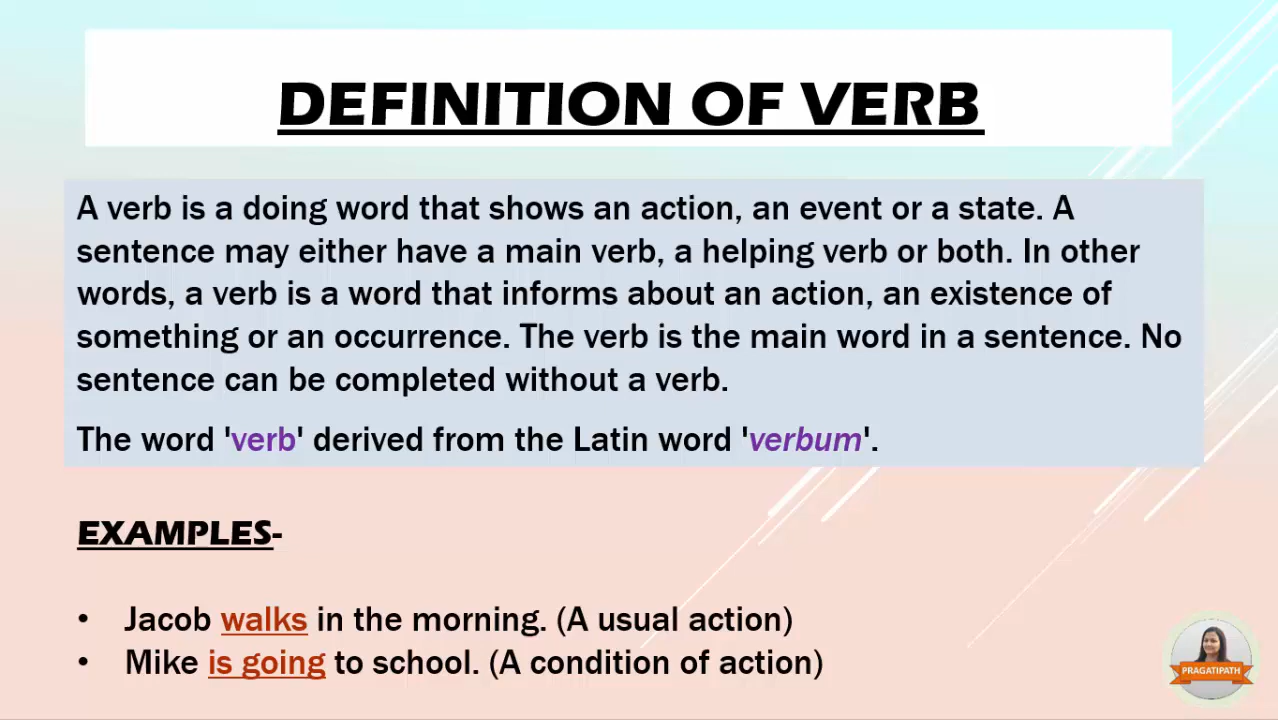 DEFINITION OF VERB
A verb is a doing word that shows an action, an event or a state. A
sentence may either have a main verb, a helping verb or both. In other
words, a verb is a word that informs about an action, an existence of
something or an occurrence. The verb is the main word in a sentence. No
sentence can be completed without a verb.
The word 'verb' derived from the Latin word 'verbum'.
EXAMPLES-
• Jacob walks in the morning. (A usual action)
• Mike is going to school. (A condition of action)
PRAGATIPATH